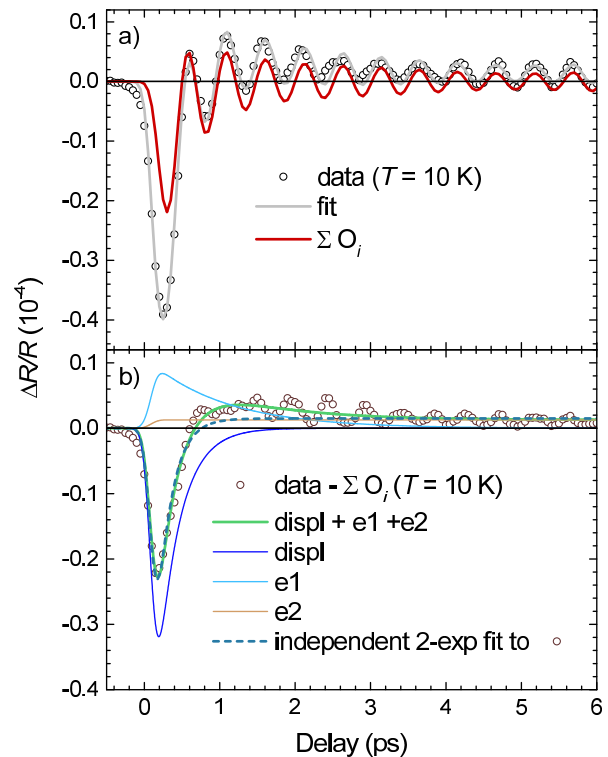 a)
0.1
0.0
-0.1
-0.2
-0.3
-0.4
data (T = 10 K)
fit
Σ Oi
ΔR/R (10-4)
b)
0.1
0.0
-0.1
-0.2
-0.3
-0.4
data - Σ Oi (T = 10 K)
displ + e1 +e2
displ
e1
e2
independent 2-exp fit to
0 1 2 3 4 5 6
Delay (ps)